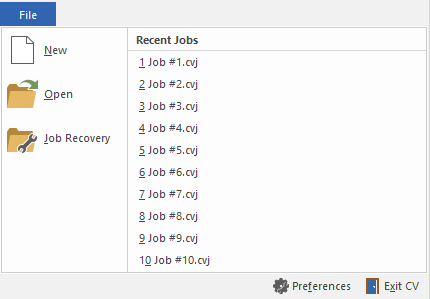 File
New
Open
Job Recovery
Recent Jobs
1 Job #1.cvj
2 Job #2.cvj
3 Job #3.cvj
4 Job #4.cvj
5 Job #5.cvj
6 Job #6.cvj
7 Job #7.cvj
8 Job #8.cvj
9 Job #9.cvj
10 Job #10.cvj
Preferences Exit CV